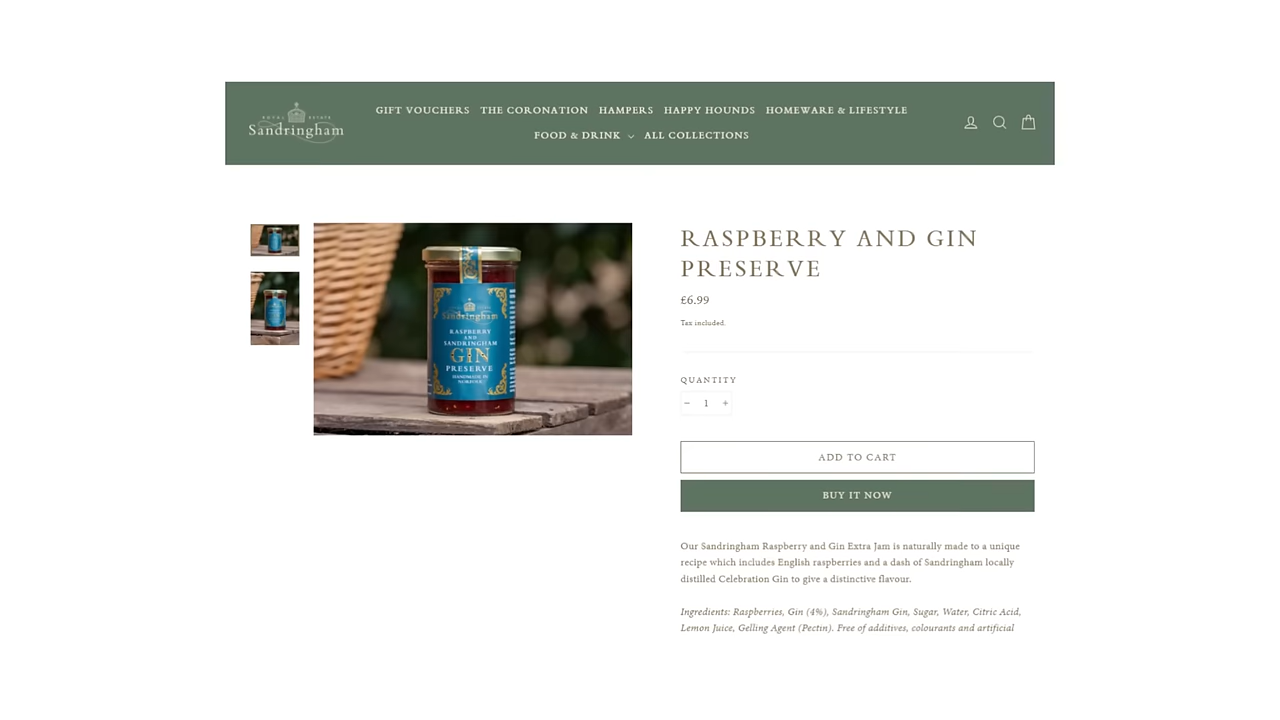 ROYAL ESTATE
Sandringham
GIFT VOUCHERS THE CORONATION HAMPERS HAPPY HOUNDS HOMEWARE & LIFESTYLE
FOOD & DRINK ALL COLLECTIONS
Sandringham
RASPBERRY
AND
SANDRINGHAM
GIN
PRESERVE
HANDMADE IN
NORFOLK
RASPBERRY AND GIN
PRESERVE
£6.99
Tax included.
QUANTITY
− 1 +
ADD TO CART
BUY IT NOW
Our Sandringham Raspberry and Gin Extra Jam is naturally made to a unique
recipe which includes English raspberries and a dash of Sandringham locally
distilled Celebration Gin to give a distinctive flavour.
Ingredients: Raspberries, Gin (4%), Sandringham Gin, Sugar, Water, Citric Acid,
Lemon Juice, Gelling Agent (Pectin). Free of additives, colourants and artificial